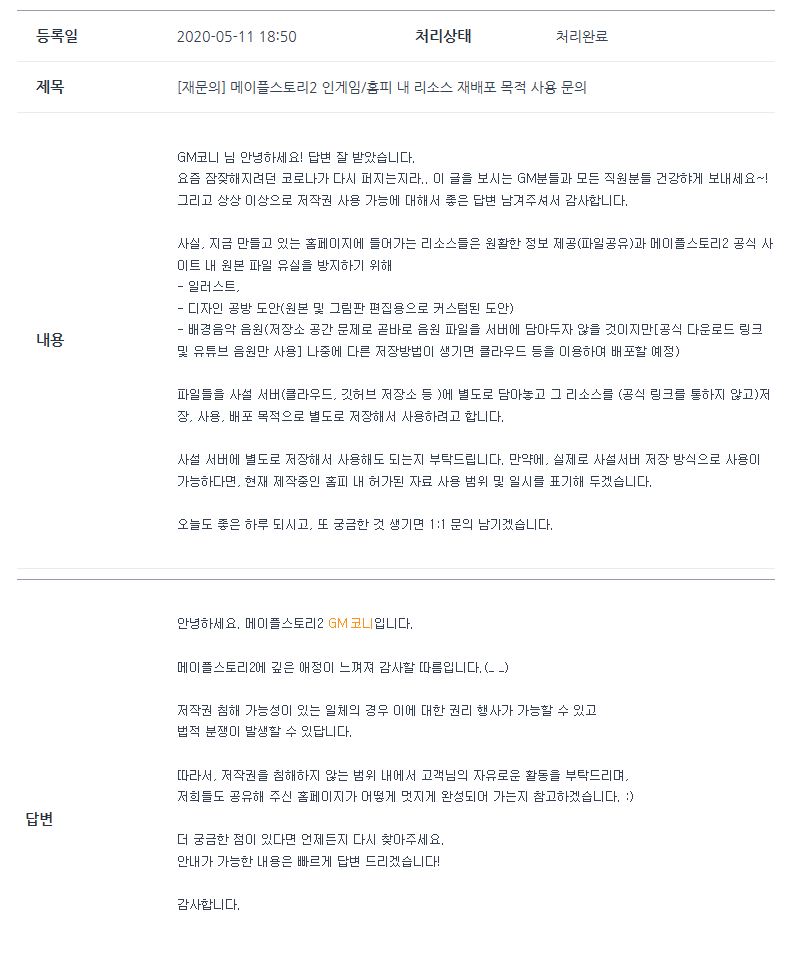 등록일 2020-05-11 18:50 처리상태 처리완료
제목 [재문의] 메이플스토리2 인게임/홈피 내 리소스 재배포 목적 사용 문의
내용
GM코니 님 안녕하세요! 답변 잘 받았습니다.
요즘 잠잦해지려던 코로나가 다시 퍼지는지라.. 이 글을 보시는 GM분들과 모든 직원분들 건강햐게 보내세요~!
그리고 상상 이상으로 저작권 사용 가능에 대해서 좋은 답변 남겨주셔서 감사합니다.
사실, 지금 만들고 있는 홈페이지에 들어가는 리소스들은 원활한 정보 제공(파일공유)과 메이플스토리2 공식 사
이트 내 원본 파일 유실을 방지하기 위해
- 일러스트,
- 디자인 공방 도안(원본 및 그림판 편집용으로 커스텀된 도안)
- 배경음악 음원(저장소 공간 문제로 곧바로 음원 파일을 서버에 담아두자 않을 것이지만[공식 다운로드 링크
및 유튜브 음원만 사용] 나중에 다른 저장방법이 생기면 클라우드 등을 이용하여 배포할 예정)
파일들을 사설 서버(클라우드, 깃허브 저장소 등 )에 별도로 담아놓고 그 리소스를 (공식 링크를 통하지 않고)저
장, 사용, 배포 목적으로 별도로 저장해서 사용하려고 합니다.
사설 서버에 별도로 저장해서 사용해도 되는지 부탁드립니다. 만약에, 실제로 사설서버 저장 방식으로 사용이
가능하다면, 현재 제작중인 홈피 내 허가된 자료 사용 범위 및 일시를 표기해 두겠습니다.
오늘도 좋은 하루 되시고, 또 궁금한 것 생기면 1:1 문의 남기겠습니다.
답변
안녕하세요. 메이플스토리2 GM 코니입니다.
메이플스토리2에 깊은 애정이 느껴져 감사할 따름입니다.(_ _)
저작권 침해 가능성이 있는 일체의 경우 이에 대한 권리 행사가 가능할 수 있고
법적 분쟁이 발생할 수 있답니다.
따라서, 저작권을 침해하지 않는 범위 내에서 고객님의 자유로운 활동을 부탁드리며,
저희들도 공유해 주신 홈페이지가 어떻게 멋지게 완성되어 가는지 참고하겠습니다. :)
더 궁금한 점이 있다면 언제든지 다시 찾아주세요.
안내가 가능한 내용은 빠르게 답변 드리겠습니다!
감사합니다.